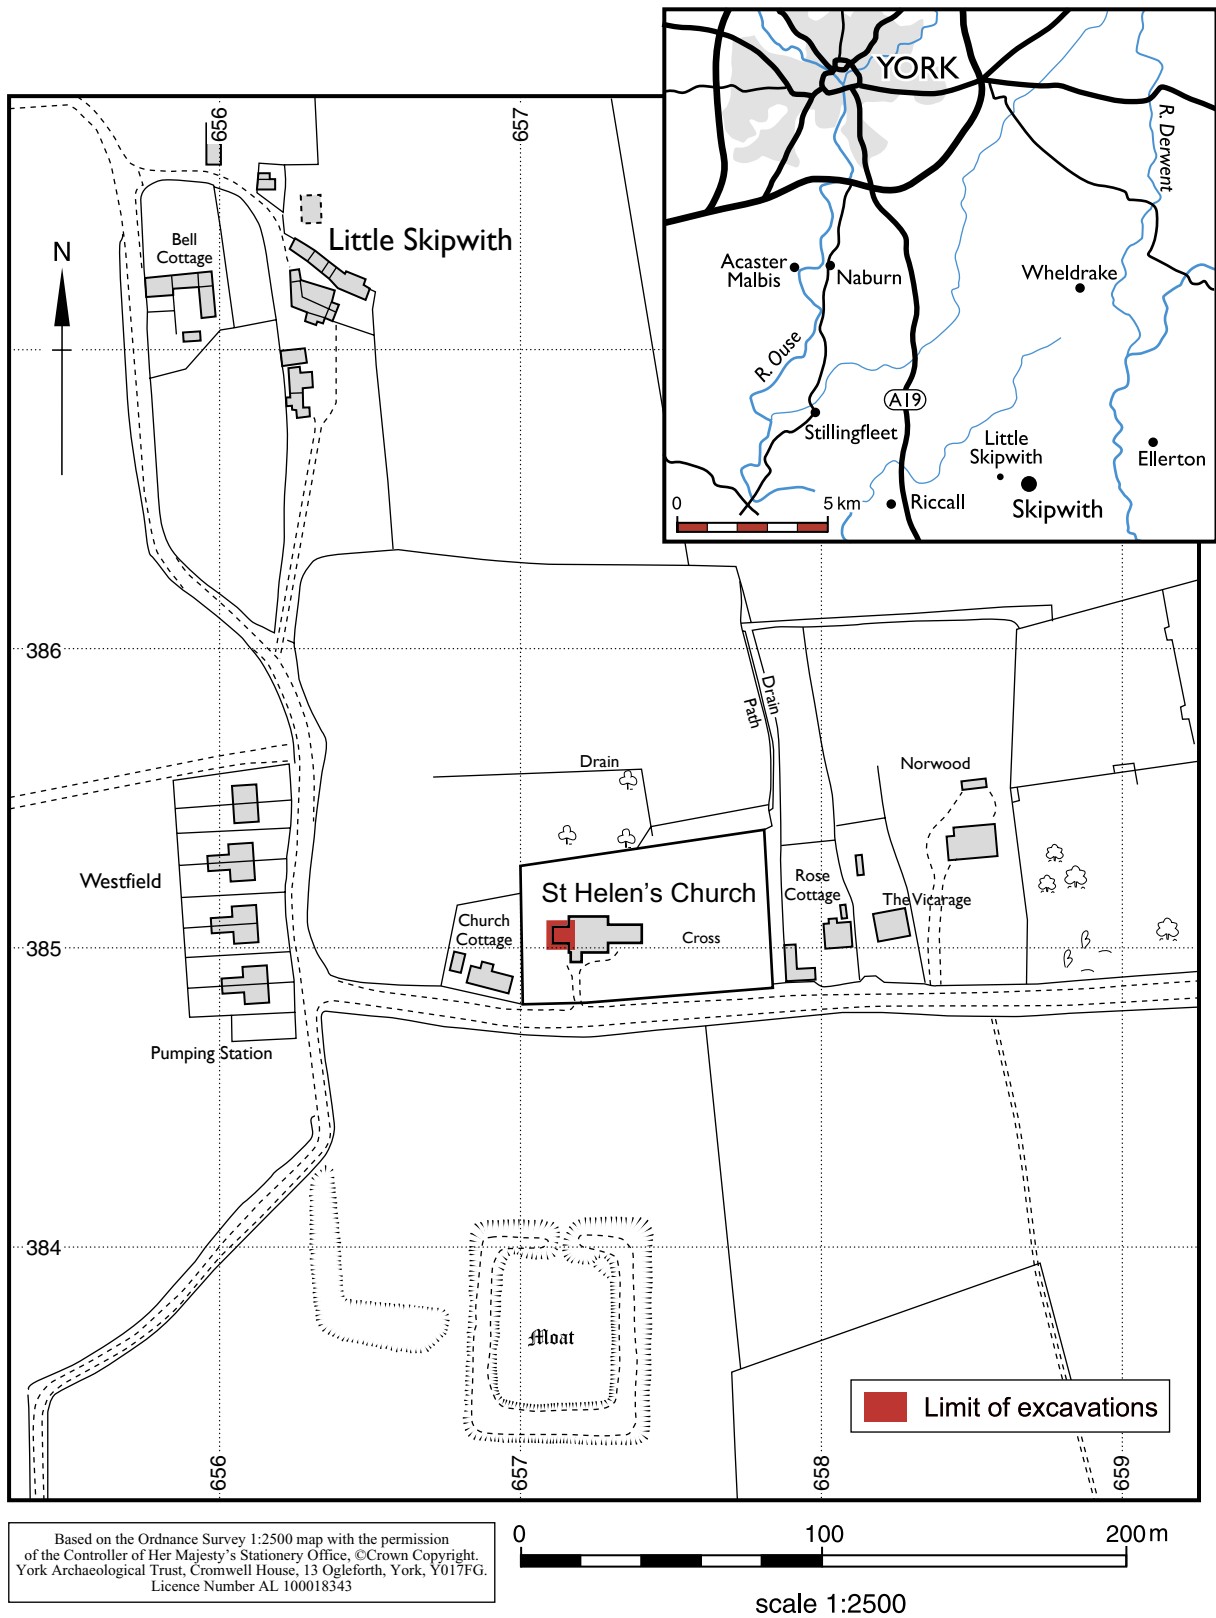 YORK
R. Derwent
Acaster
Malbis
Naburn
Wheldrake
R. Ouse
A19
Stillingfleet
Little
Skipwith
Ellerton
0
5 km
Riccall
Skipwith
656
657
Bell
Cottage
Little Skipwith
N
386
Drain
Path
Drain
Norwood
Westfield
St Helen's Church
Rose
Cottage
The Vicarage
Church
Cottage
Cross
385
Pumping Station
384
Moat
Limit of excavations
656
657
658
659
Based on the Ordnance Survey 1:2500 map with the permission
of the Controller of Her Majesty's Stationery Office, ©Crown Copyright.
York Archaeological Trust, Cromwell House, 13 Ogleforth, York, Y017FG.
Licence Number AL 100018343
0
100
200 m
scale 1:2500